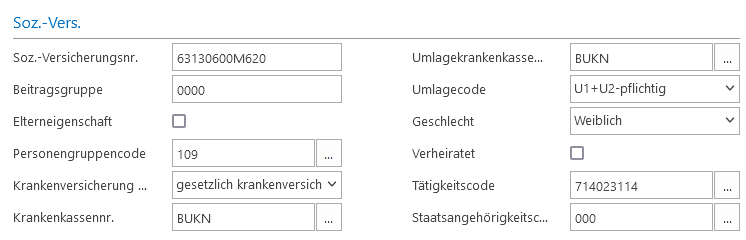 Soz.-Vers.
Soz.-Versicherungsnr. 63130600M620
Umlagekrankenkasse... BUKN ...
Beitragsgruppe 0000
Umlagecode U1+U2-pflichtig
Elterneigenschaft
Geschlecht Weiblich
Personengruppencode 109 ...
Verheiratet
Krankenversicherung ... gesetzlich krankenversich
Tätigkeitscode 714023114 ...
Krankenkassennr. BUKN ...
Staatsangehörigkeitsc... 000 ...